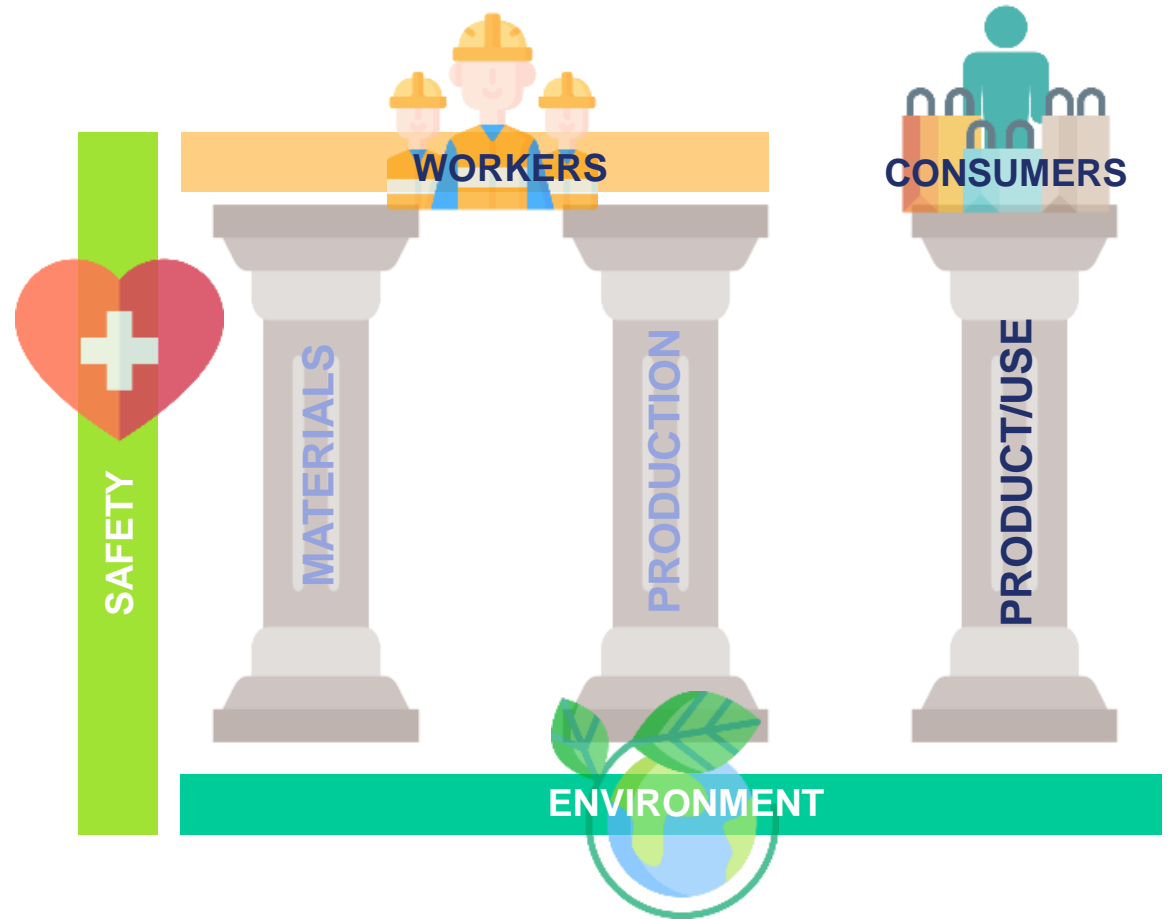 WORKERS
CONSUMERS
SAFETY
MATERIALS
PRODUCTION
PRODUCT/USE
ENVIRONMENT